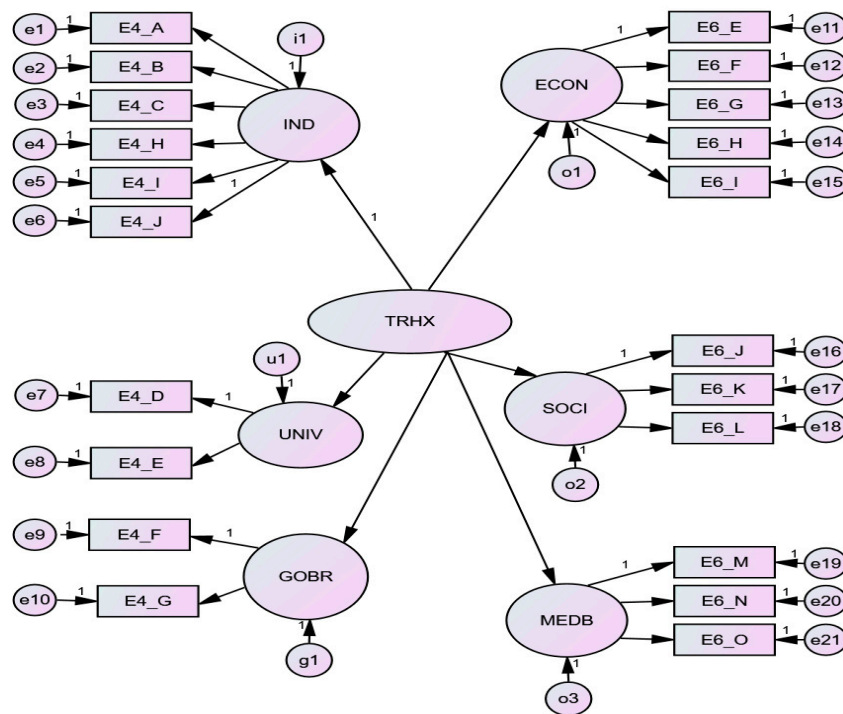 e1 1 E4_A
e2 1 E4_B
e3 1 E4_C
e4 1 E4_H
e5 1 E4_I
e6 1 E4_J
1
i1
1
IND
1
ECON
1
o1
1
E6_E 1 e11
E6_F 1 e12
E6_G 1 e13
E6_H 1 e14
E6_I 1 e15
TRHX
u1
1
UNIV
1
e7 1 E4_D
e8 1 E4_E
SOCI
1
o2
1
E6_J 1 e16
E6_K 1 e17
E6_L 1 e18
e9 1 E4_F
e10 1 E4_G
1
GOBR
1
g1
MEDB
1
o3
1
E6_M 1 e19
E6_N 1 e20
E6_O 1 e21